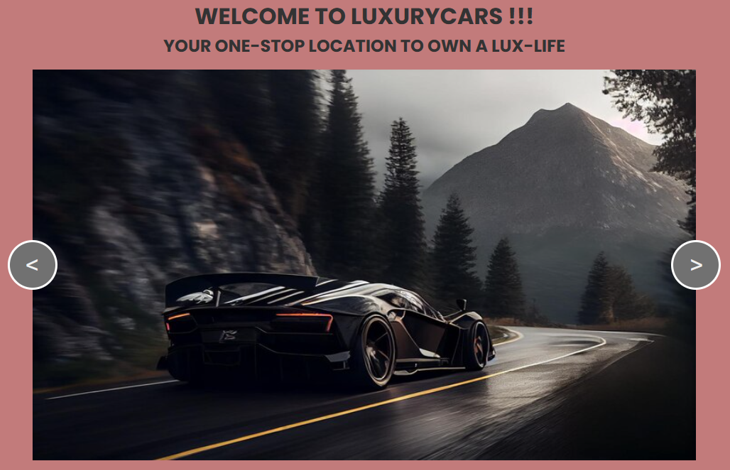 WELCOME TO LUXURYCARS !!!
YOUR ONE-STOP LOCATION TO OWN A LUX-LIFE
<
>